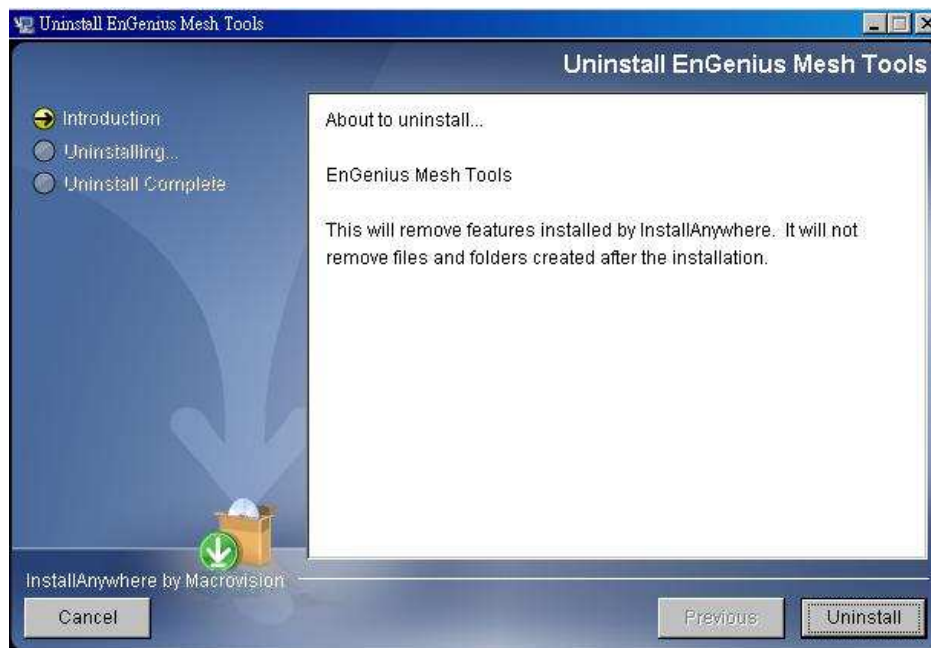 Uninstall EnGenius Mesh Tools
Uninstall EnGenius Mesh Tools
Introduction
Uninstalling...
Uninstall Complete
About to uninstall...
EnGenius Mesh Tools
This will remove features installed by InstallAnywhere. It will not
remove files and folders created after the installation.
InstallAnywhere by Macrovision
Cancel
Previous
Uninstall